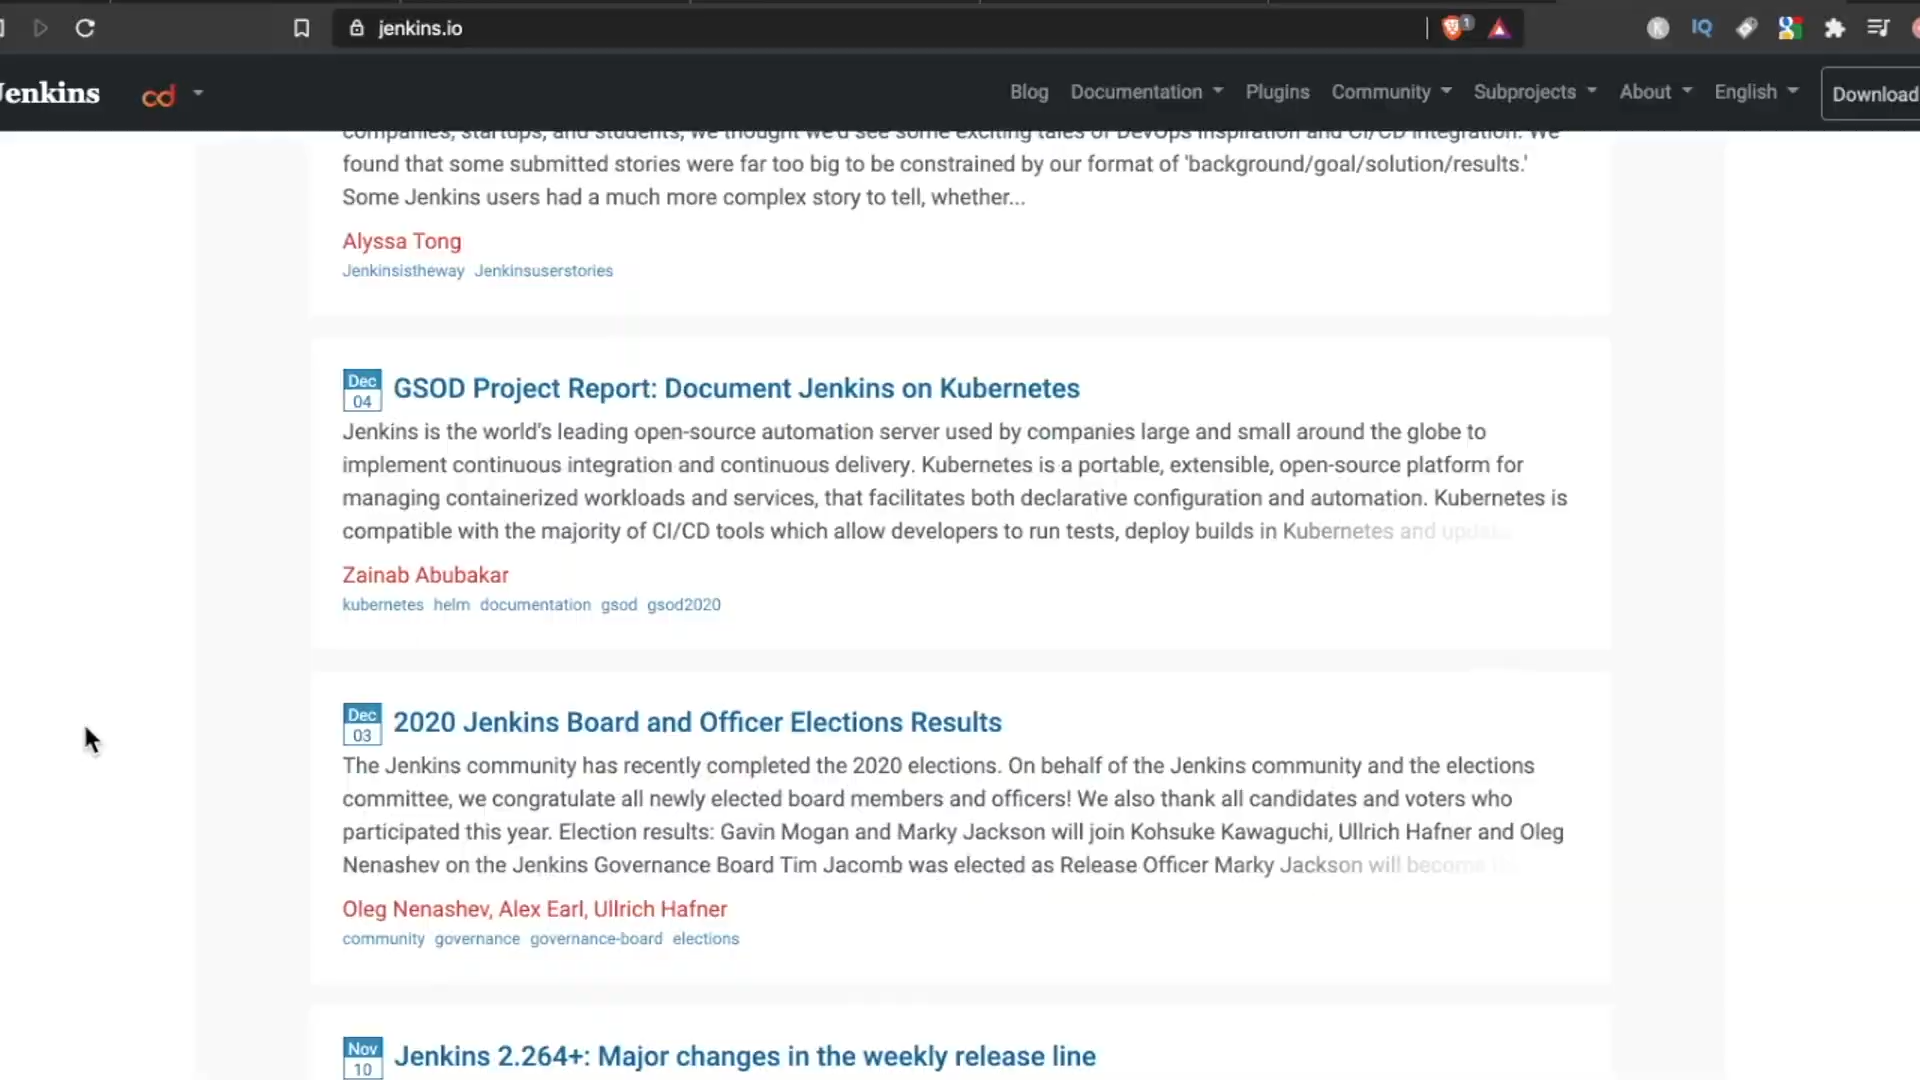 jenkins.io
1
IQ
Jenkins cd Blog Documentation Plugins Community Subprojects About English Download
companies, startups, and students, we thought we'd see some exciting tales of DevOps inspiration and CI/CD integration. We
found that some submitted stories were far too big to be constrained by our format of 'background/goal/solution/results.'
Some Jenkins users had a much more complex story to tell, whether...
Alyssa Tong
Jenkinsistheway Jenkinsuserstories
Dec
04
GSOD Project Report: Document Jenkins on Kubernetes
Jenkins is the world's leading open-source automation server used by companies large and small around the globe to
implement continuous integration and continuous delivery. Kubernetes is a portable, extensible, open-source platform for
managing containerized workloads and services, that facilitates both declarative configuration and automation. Kubernetes is
compatible with the majority of CI/CD tools which allow developers to run tests, deploy builds in Kubernetes and
Zainab Abubakar
kubernetes helm documentation gsod gsod2020
Dec
03
2020 Jenkins Board and Officer Elections Results
The Jenkins community has recently completed the 2020 elections. On behalf of the Jenkins community and the elections
committee, we congratulate all newly elected board members and officers! We also thank all candidates and voters who
participated this year. Election results: Gavin Mogan and Marky Jackson will join Kohsuke Kawaguchi, Ullrich Hafner and Oleg
Nenashev on the Jenkins Governance Board Tim Jacomb was elected as Release Officer Marky Jackson will become
Oleg Nenashev, Alex Earl, Ullrich Hafner
community governance governance-board elections
Nov
10
Jenkins 2.264+: Major changes in the weekly release line